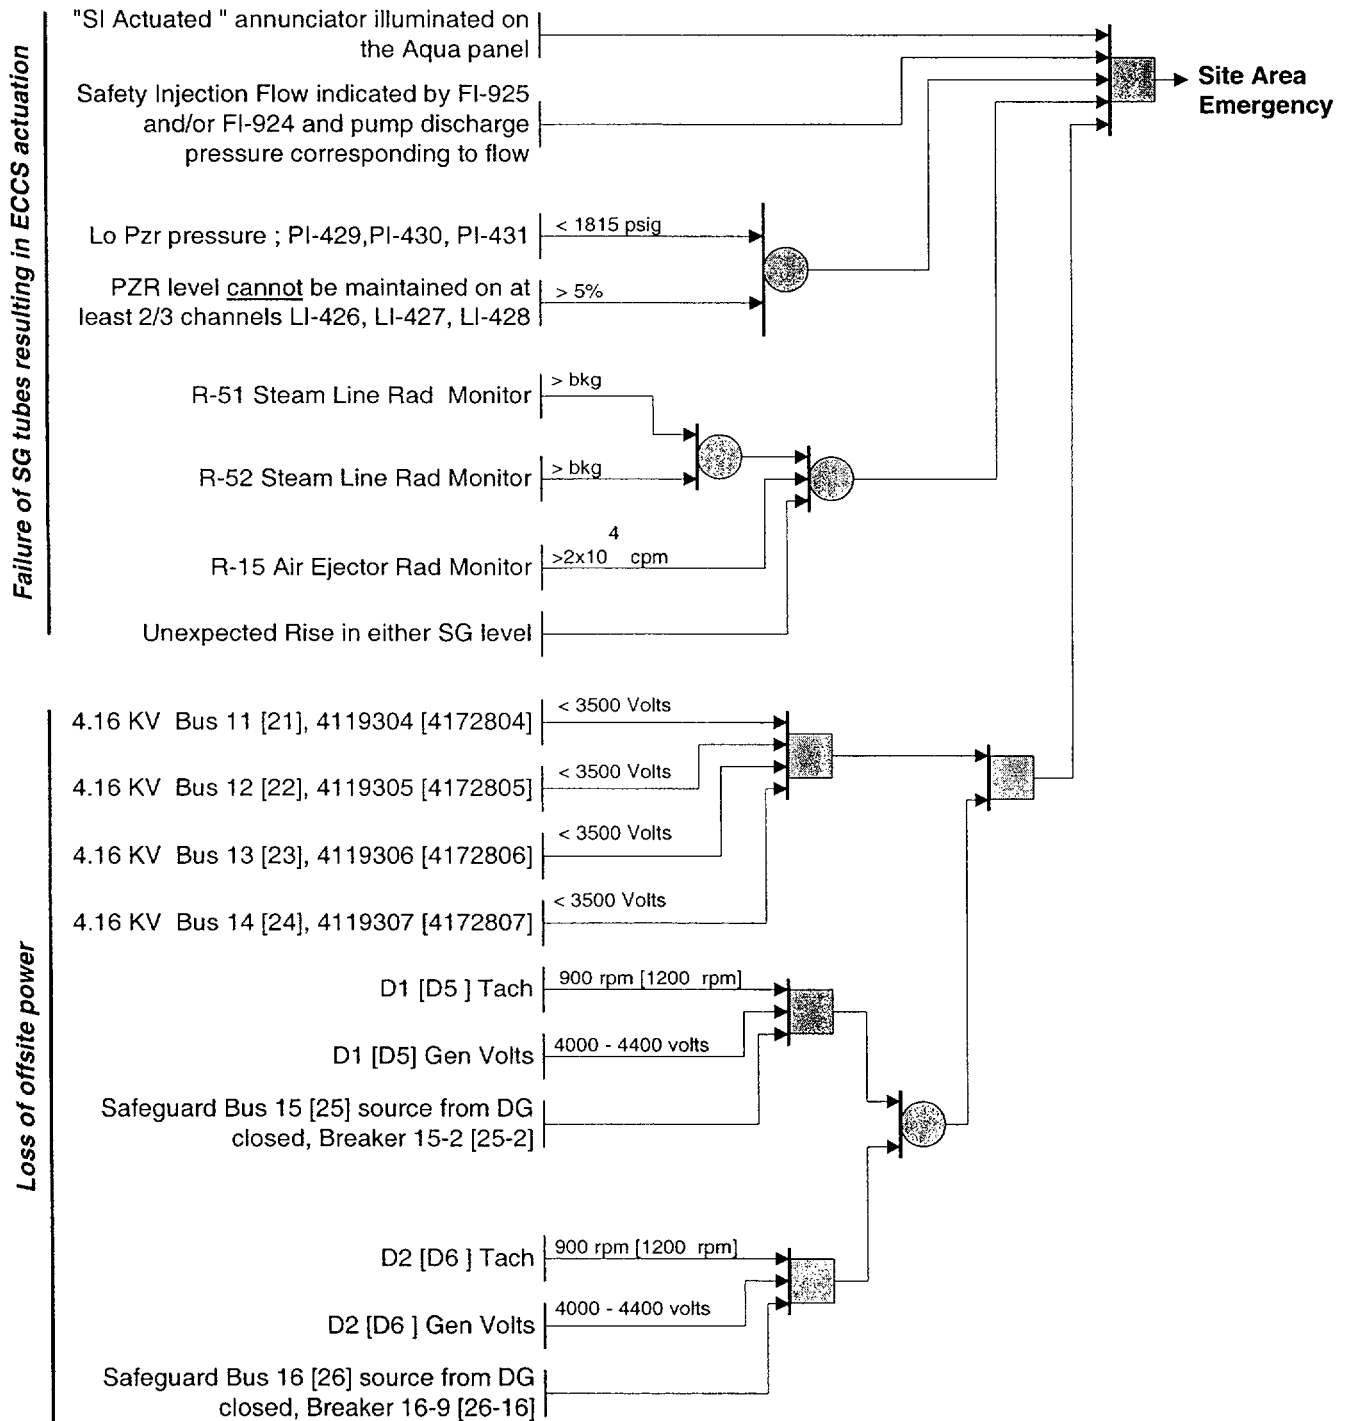 Failure of SG tubes resulting in ECCS actuation
"SI Actuated " annunciator illuminated on
the Aqua panel
Safety Injection Flow indicated by FI-925
and/or FI-924 and pump discharge
pressure corresponding to flow
Lo Pzr pressure ; PI-429,PI-430, PI-431
< 1815 psig
PZR level cannot be maintained on at
least 2/3 channels LI-426, LI-427, LI-428
> 5%
R-51 Steam Line Rad Monitor
> bkg
R-52 Steam Line Rad Monitor
> bkg
R-15 Air Ejector Rad Monitor
4
>2x10 cpm
Unexpected Rise in either SG level
Site Area
Emergency
Loss of offsite power
4.16 KV Bus 11 [21], 4119304 [4172804]
< 3500 Volts
4.16 KV Bus 12 [22], 4119305 [4172805]
< 3500 Volts
4.16 KV Bus 13 [23], 4119306 [4172806]
< 3500 Volts
4.16 KV Bus 14 [24], 4119307 [4172807]
< 3500 Volts
D1 [D5 ] Tach
900 rpm [1200 rpm]
D1 [D5] Gen Volts
4000 - 4400 volts
Safeguard Bus 15 [25] source from DG
closed, Breaker 15-2 [25-2]
D2 [D6 ] Tach
900 rpm [1200 rpm]
D2 [D6 ] Gen Volts
4000 - 4400 volts
Safeguard Bus 16 [26] source from DG
closed, Breaker 16-9 [26-16]